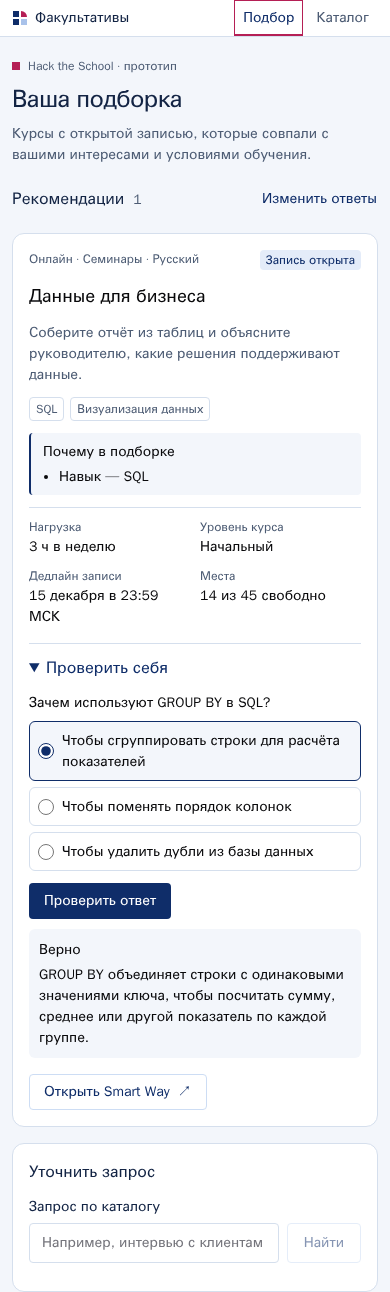 Факультативы
Подбор
Каталог
Hack the School · прототип
Ваша подборка
Курсы с открытой записью, которые совпали с
вашими интересами и условиями обучения.
Рекомендации 1
Изменить ответы
Онлайн · Семинары · Русский
Запись открыта
Данные для бизнеса
Соберите отчёт из таблиц и объясните
руководителю, какие решения поддерживают
данные.
SQL
Визуализация данных
Почему в подборке
• Навык — SQL
Нагрузка
3 ч в неделю
Уровень курса
Начальный
Дедлайн записи
15 декабря в 23:59
МСК
Места
14 из 45 свободно
▼ Проверить себя
Зачем используют GROUP BY в SQL?
Чтобы сгруппировать строки для расчёта
показателей
Чтобы поменять порядок колонок
Чтобы удалить дубли из базы данных
Проверить ответ
Верно
GROUP BY объединяет строки с одинаковыми
значениями ключа, чтобы посчитать сумму,
среднее или другой показатель по каждой
группе.
Открыть Smart Way ↗
Уточнить запрос
Запрос по каталогу
Например, интервью с клиентам
Найти